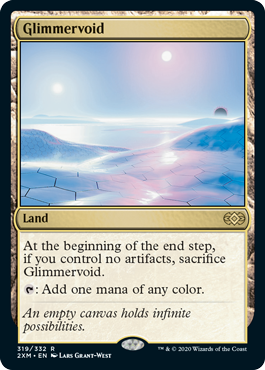 Glimmervoid
Land
At the beginning of the end step,
if you control no artifacts, sacrifice
Glimmervoid.
: Add one mana of any color.
An empty canvas holds infinite
possibilities.
319/332 R
2XM • EN Lars Grant-West
™ & © 2020 Wizards of the Coast